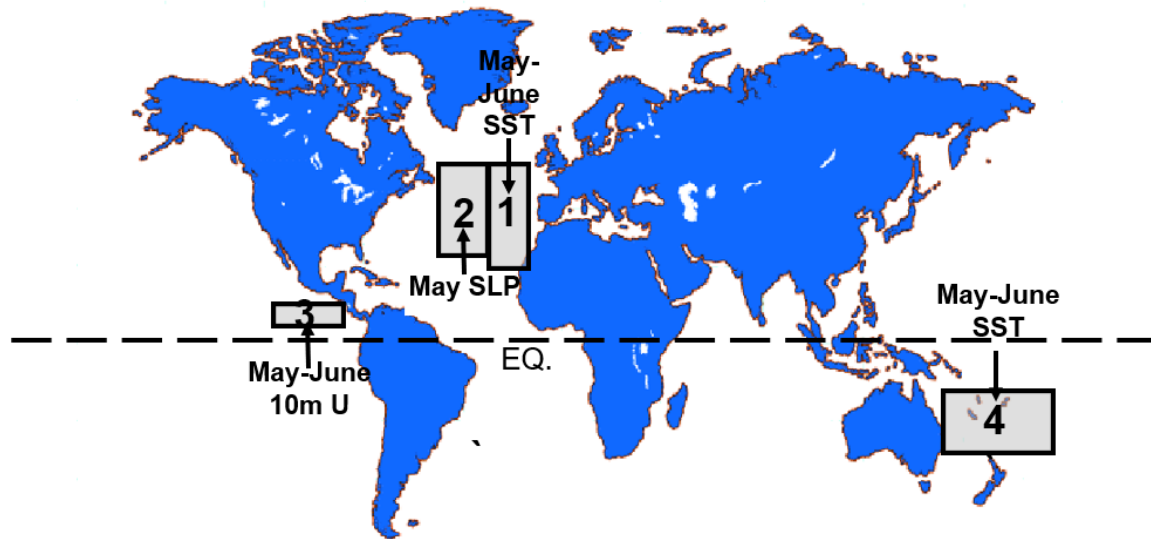 May-
June
SST
2
1
May SLP
3
May-June
SST
EQ.
May-June
10m U
4
`